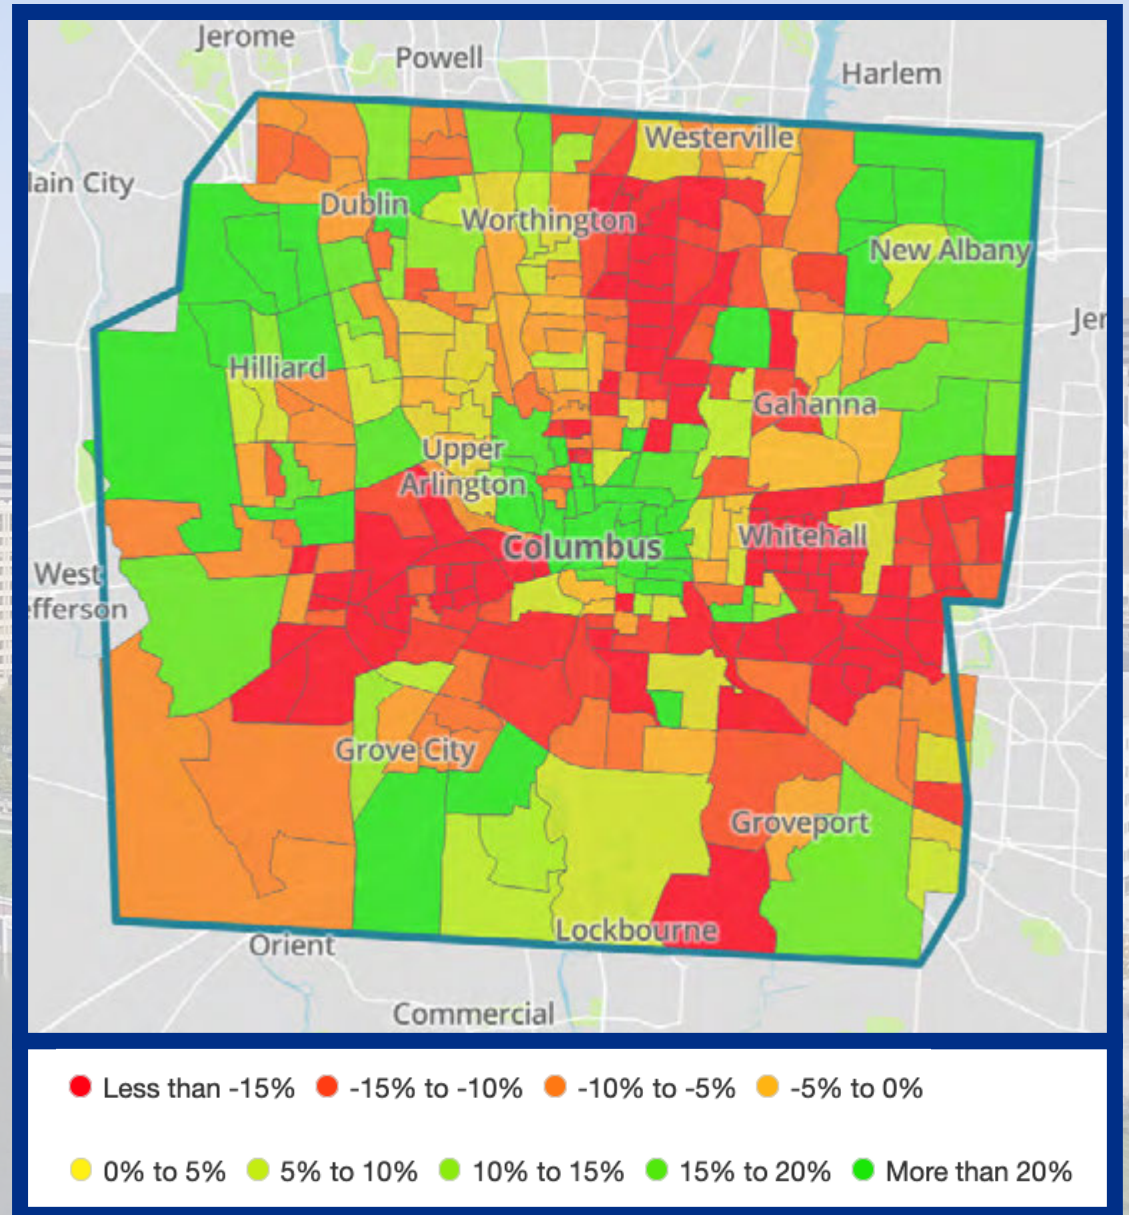 Jerome
Powell
Harlem
Westerville
lain City
Dublin
Worthington
New Albany
Jer
Hilliard
Gahanna
Upper
Arlington
Whitehall
Columbus
West
efferson
Grove City
Groveport
Lockbourne
Orient
Commercial
Less than -15% -15% to -10% -10% to -5% -5% to 0%
0% to 5% 5% to 10% 10% to 15% 15% to 20% More than 20%